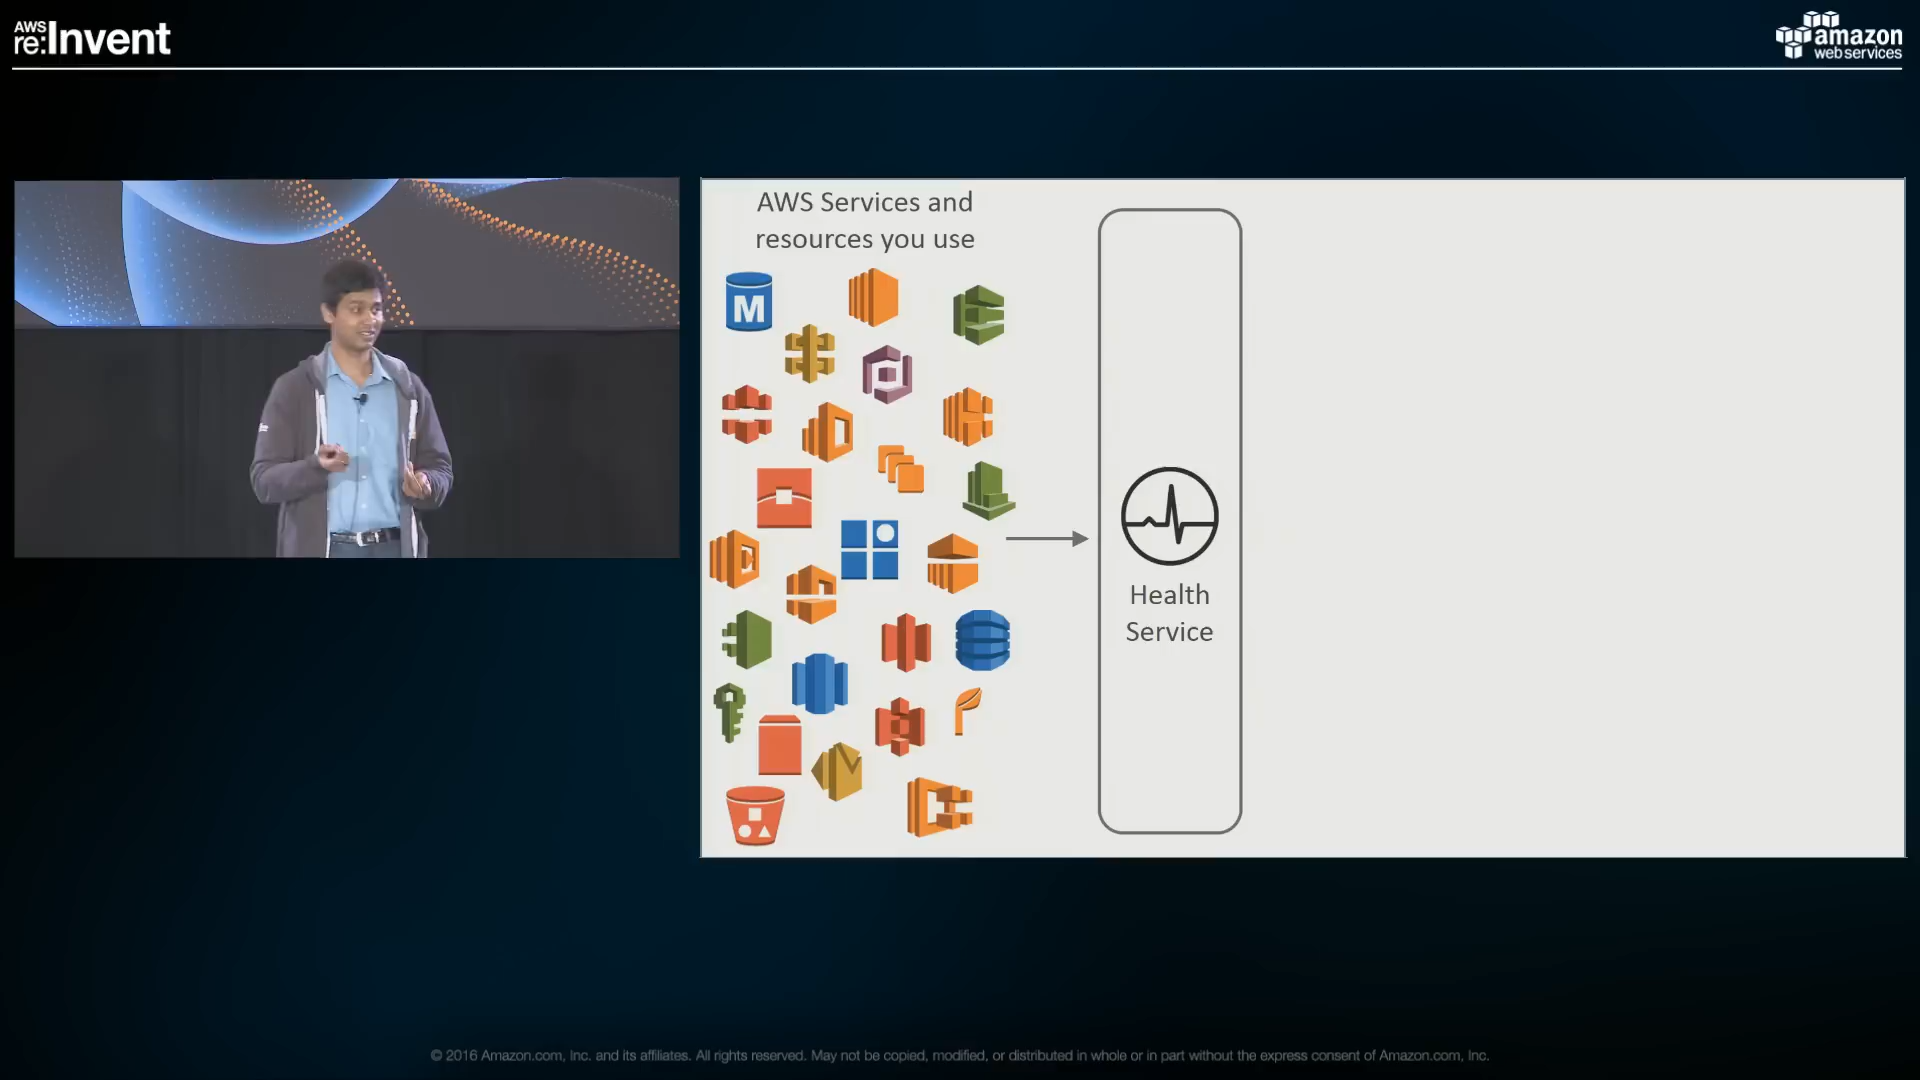 AWS
re:Invent
amazon
web services
AWS Services and
resources you use
M
Health
Service
© 2016 Amazon.com, Inc. and its affiliates. All rights reserved. May not be copied, modified, or distributed in whole or in part without the express consent of Amazon.com, Inc.